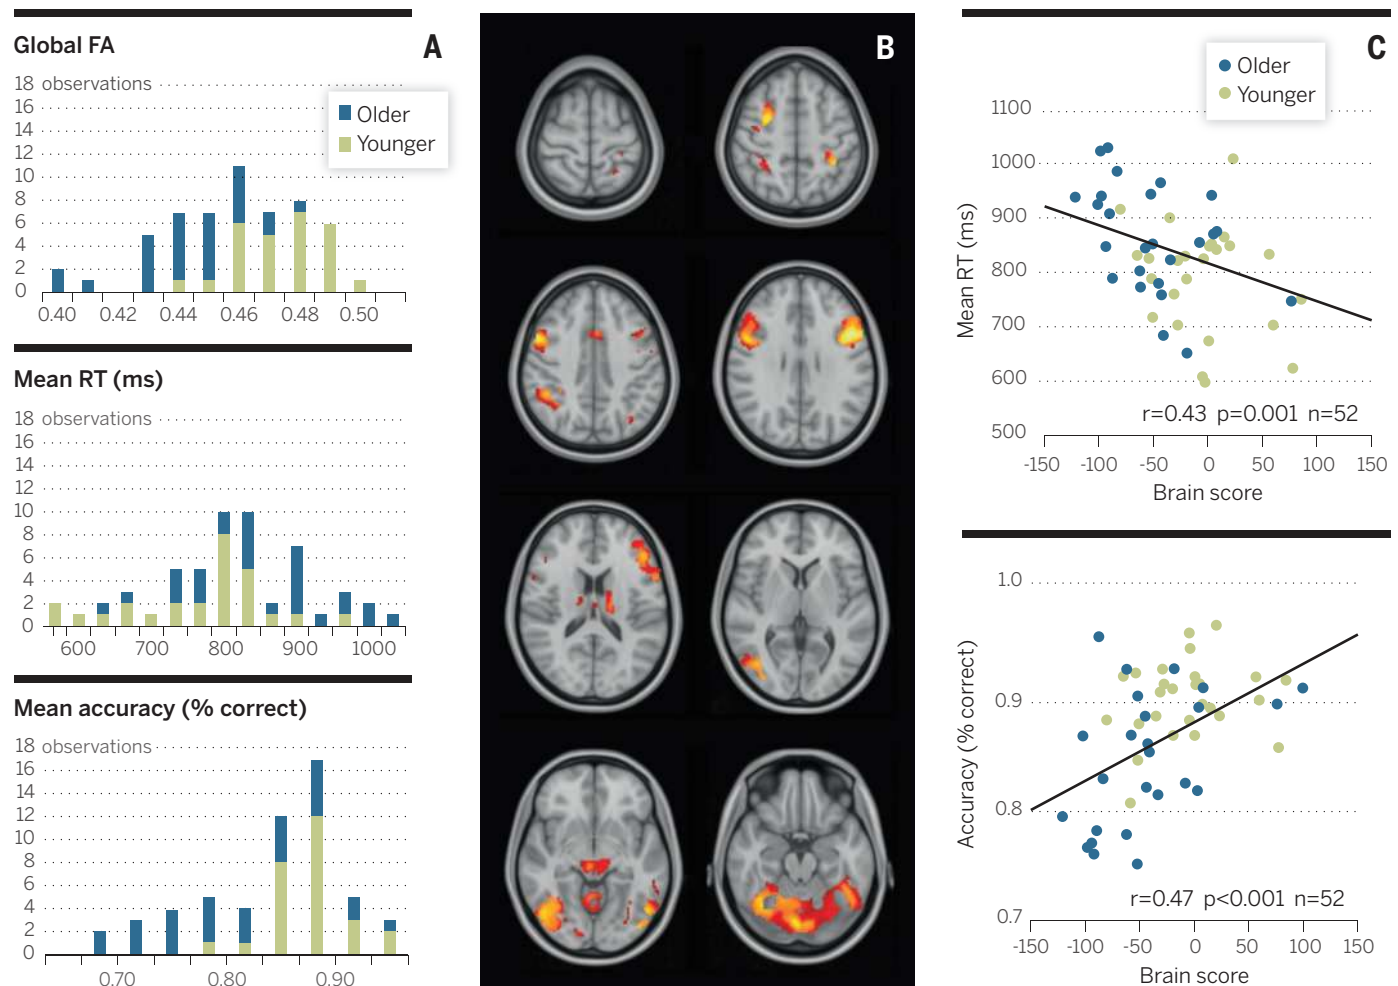 Global FA
A
18 observations
16
14
12
10
8
6
4
2
0
Older
Younger
0.40 0.42 0.44 0.46 0.48 0.50
Mean RT (ms)
18 observations
16
14
12
10
8
6
4
2
0
600 700 800 900 1000
Mean accuracy (% correct)
18 observations
16
14
12
10
8
6
4
2
0
0.70 0.80 0.90
B
C
Older
Younger
1100
1000
900
800
700
600
500
Mean RT (ms)
r=0.43 p=0.001 n=52
-150 -100 -50 0 50 100 150
Brain score
1.0
0.9
0.8
0.7
Accuracy (% correct)
r=0.47 p<0.001 n=52
-150 -100 -50 0 50 100 150
Brain score